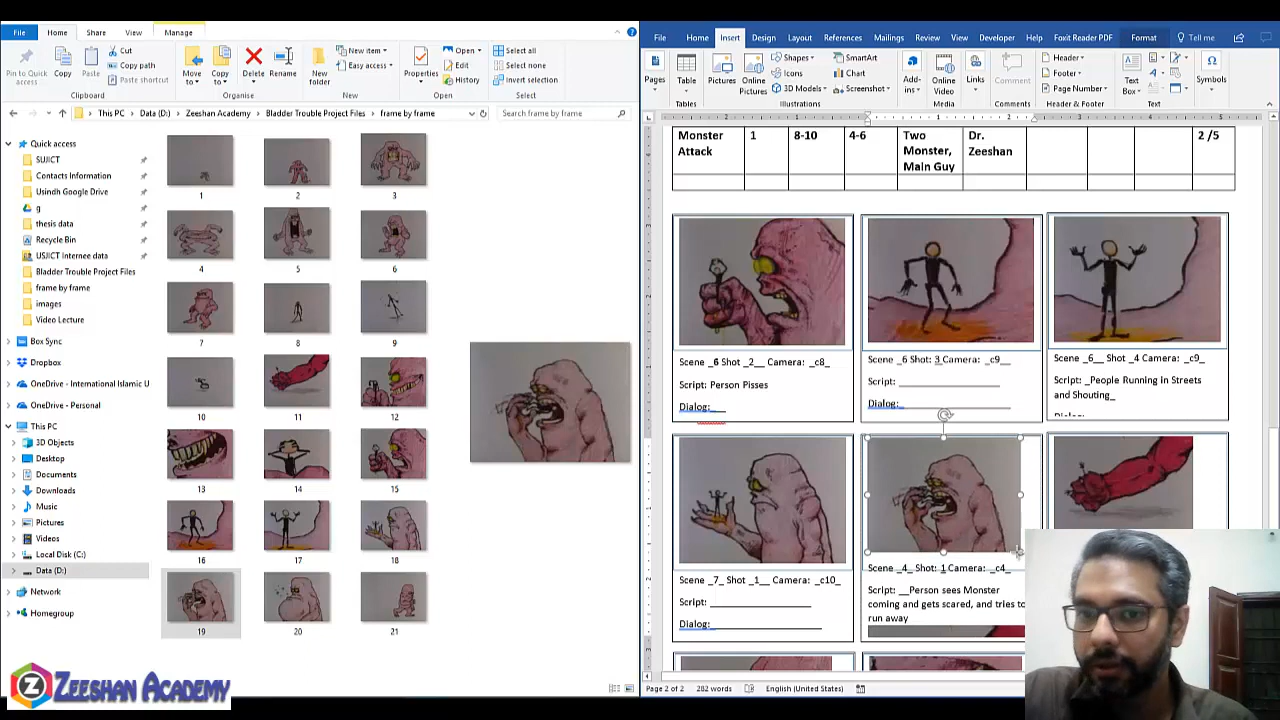 File Home Share View Manage
Pin to Quick access
Copy
Paste
Cut
Copy path
Paste shortcut
Clipboard
Move to
Copy to
Delete
Rename
Organise
New folder
New item
Easy access
New
Properties
Open
Edit
History
Open
Select all
Select none
Invert selection
Select
This PC > Data (D:) > Zeeshan Academy > Bladder Trouble Project Files > frame by frame
Search frame by frame
Quick access
SUJICT
Contacts Information
Usindh Google Drive
g
thesis data
Recycle Bin
USJICT Internee data
Bladder Trouble Project Files
frame by frame
images
Video Lecture
Box Sync
Dropbox
OneDrive - International Islamic U
OneDrive - Personal
This PC
3D Objects
Desktop
Documents
Downloads
Music
Pictures
Videos
Local Disk (C:)
Data (D:)
Network
Homegroup
1 2 3
4 5 6
7 8 9
10 11 12
13 14 15
16 17 18
19 20 21
ZEESHAN ACADEMY
File Home Insert Design Layout References Mailings Review View Developer Help Foxit Reader PDF Format Tell me
Pages
Table
Tables
Pictures
Online Pictures
Shapes
Icons
3D Models
SmartArt
Chart
Screenshot
Illustrations
Add-ins
Online Video
Media
Links
Comment
Comments
Header
Footer
Page Number
Header & Footer
Text Box
Text
Symbols
Monster Attack 1 8-10 4-6 Two Monster, Main Guy Dr. Zeeshan 2 /5
Scene _6 Shot _2__ Camera: _c8_
Script: Person Pisses
Dialog:___
Scene _6 Shot: 3 Camera: _c9__
Script: ____________________
Dialog:_____________________
Scene _6__ Shot _4 Camera: _c9_
Script: _People Running in Streets
and Shouting_
Scene _7_ Shot _1__ Camera: _c10_
Script: ____________________
Dialog:_____________________
Scene _4_ Shot: 1 Camera: _c4_
Script: __Person sees Monster
coming and gets scared, and tries to
run away
Page 2 of 2 282 words English (United States)